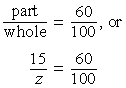 part/whole = 60/100, or
15/z = 60/100